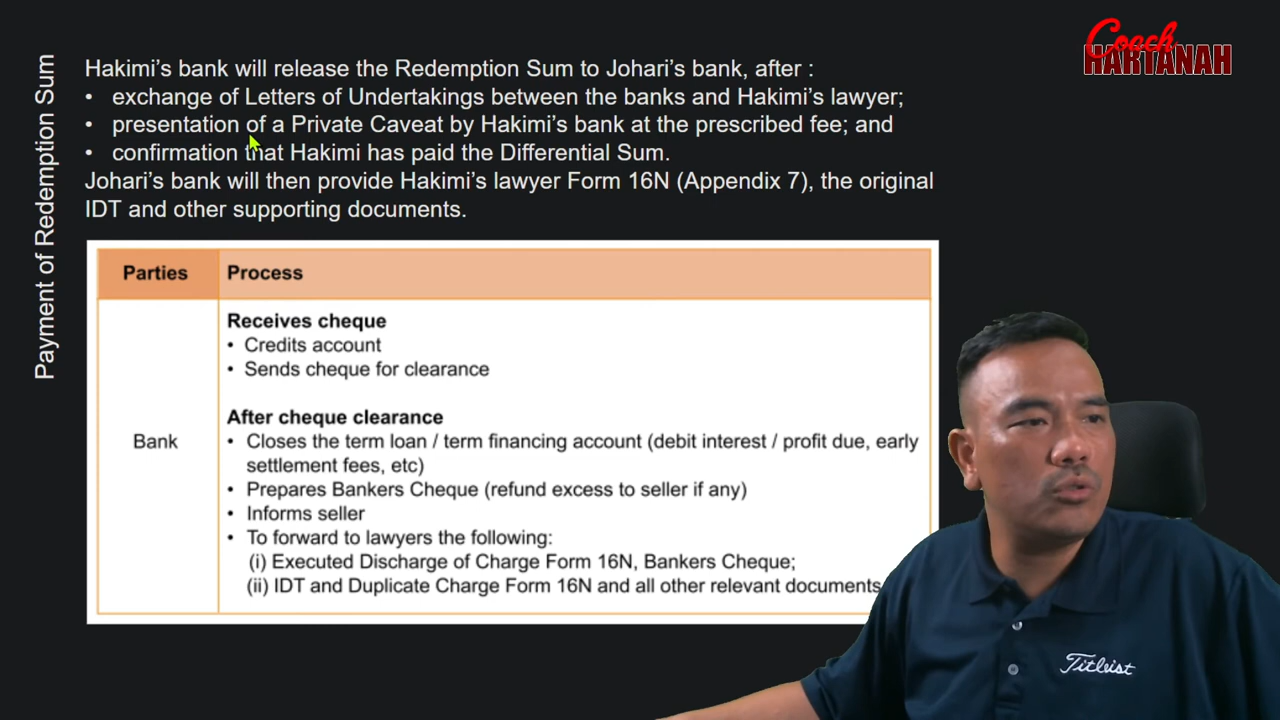 Coach
HARTANAH
Payment of Redemption Sum
Hakimi’s bank will release the Redemption Sum to Johari’s bank, after :
• exchange of Letters of Undertakings between the banks and Hakimi’s lawyer;
• presentation of a Private Caveat by Hakimi’s bank at the prescribed fee; and
• confirmation that Hakimi has paid the Differential Sum.
Johari’s bank will then provide Hakimi’s lawyer Form 16N (Appendix 7), the original
IDT and other supporting documents.
Parties Process
Receives cheque
• Credits account
• Sends cheque for clearance
After cheque clearance
Bank
• Closes the term loan / term financing account (debit interest / profit due, early
settlement fees, etc)
• Prepares Bankers Cheque (refund excess to seller if any)
• Informs seller
• To forward to lawyers the following:
(i) Executed Discharge of Charge Form 16N, Bankers Cheque;
(ii) IDT and Duplicate Charge Form 16N and all other relevant documents
Titleist